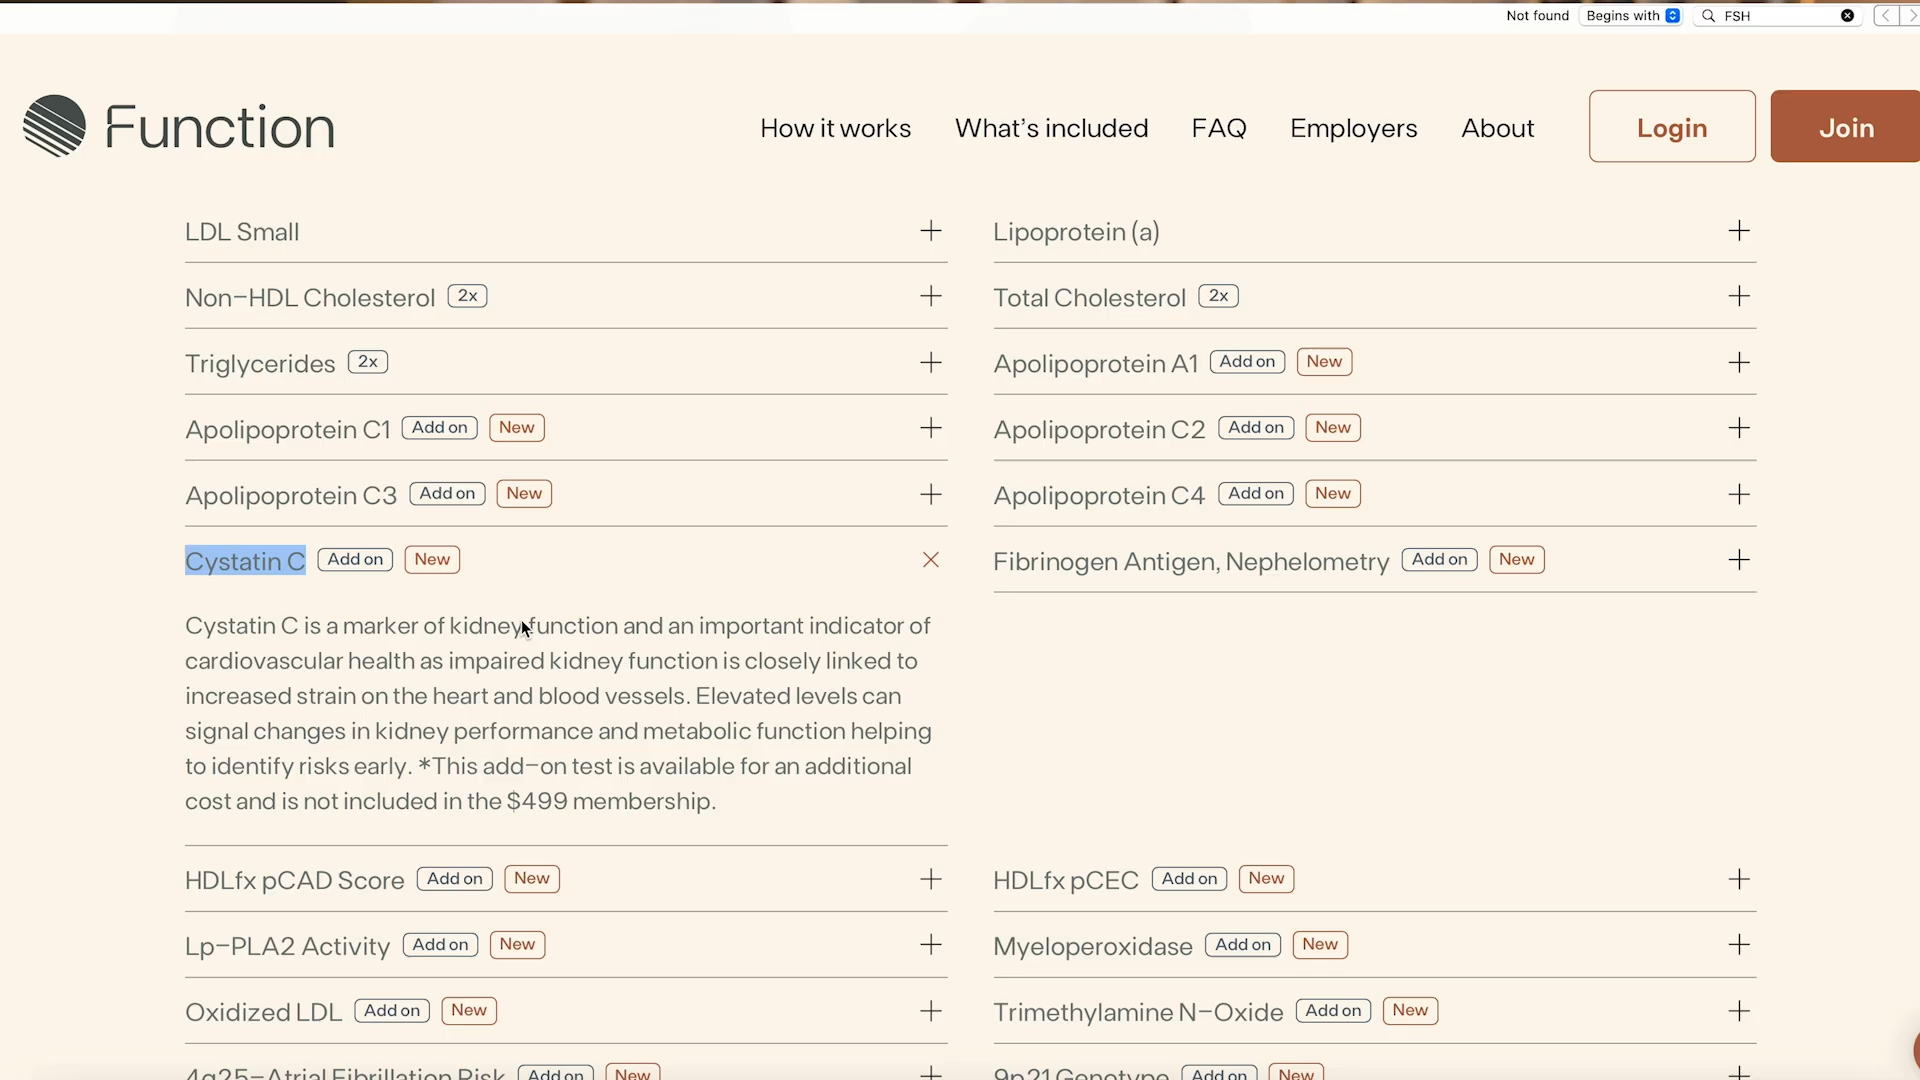 Not found Begins with FSH
Function How it works What's included FAQ Employers About Login Join
LDL Small
Lipoprotein (a)
Non-HDL Cholesterol 2x
Total Cholesterol 2x
Triglycerides 2x
Apolipoprotein A1 Add on New
Apolipoprotein C1 Add on New
Apolipoprotein C2 Add on New
Apolipoprotein C3 Add on New
Apolipoprotein C4 Add on New
Cystatin C Add on New
Fibrinogen Antigen, Nephelometry Add on New
Cystatin C is a marker of kidney function and an important indicator of
cardiovascular health as impaired kidney function is closely linked to
increased strain on the heart and blood vessels. Elevated levels can
signal changes in kidney performance and metabolic function helping
to identify risks early. *This add-on test is available for an additional
cost and is not included in the $499 membership.
HDLfx pCAD Score Add on New
HDLfx pCEC Add on New
Lp-PLA2 Activity Add on New
Myeloperoxidase Add on New
Oxidized LDL Add on New
Trimethylamine N-Oxide Add on New
4q25-Atrial Fibrillation Risk Add on New
9p21 Genotype Add on New